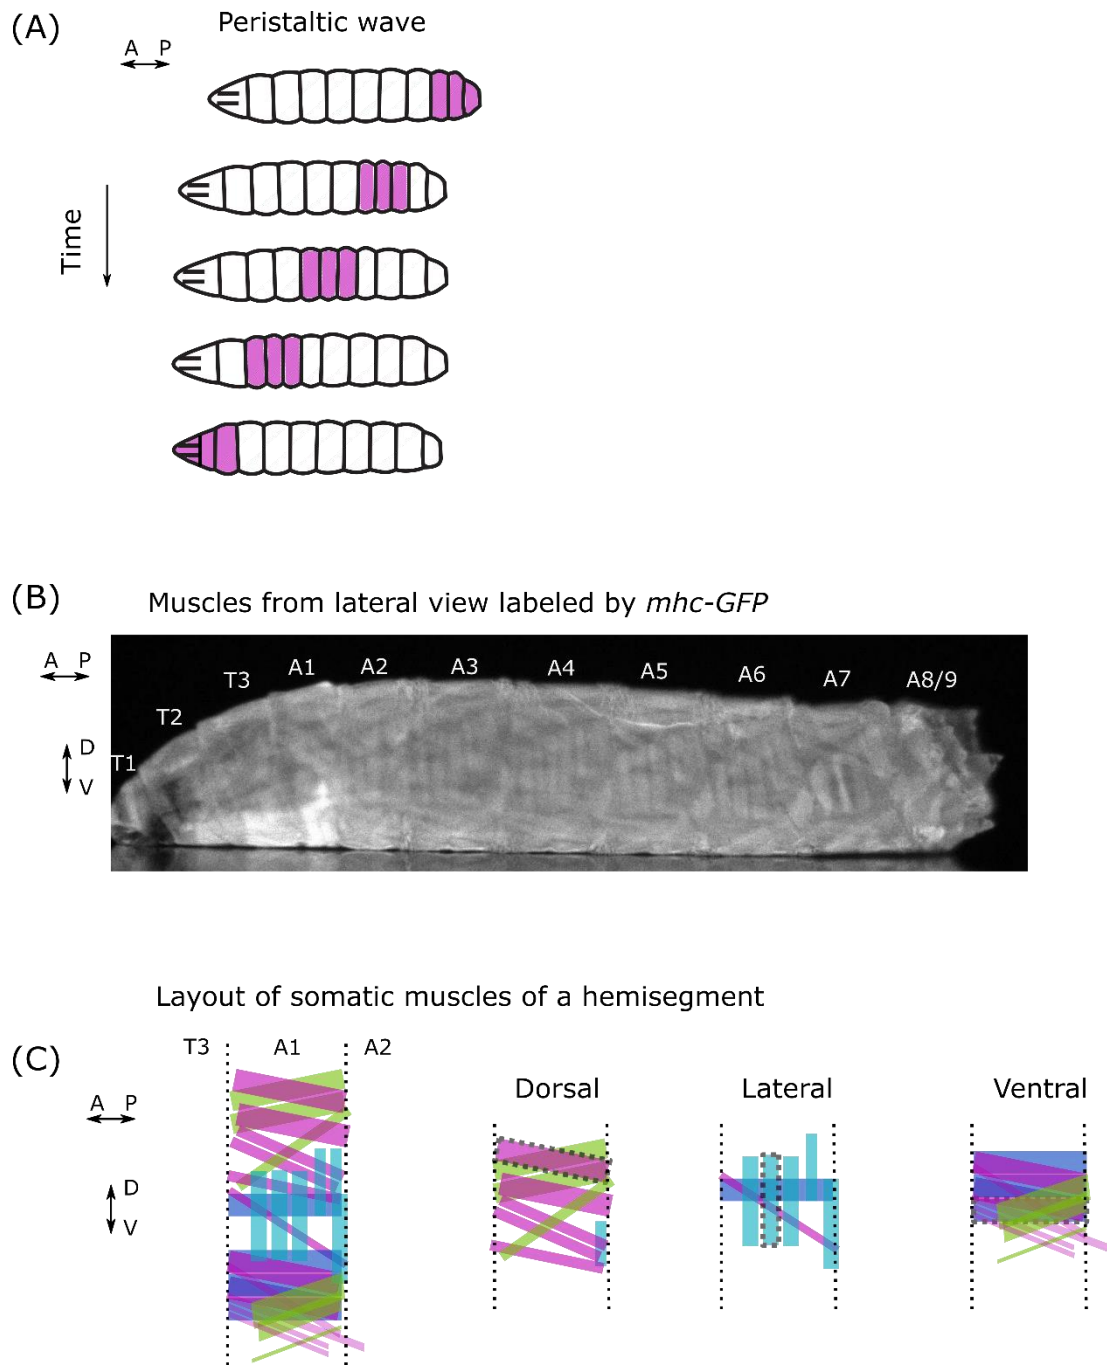 (A)
Peristaltic wave
A P
Time
(B)
Muscles from lateral view labeled by mhc-GFP
A P
D
V
T1 T2 T3 A1 A2 A3 A4 A5 A6 A7 A8/9
Layout of somatic muscles of a hemisegment
(C)
T3 A1 A2
A P
D
V
Dorsal
Lateral
Ventral